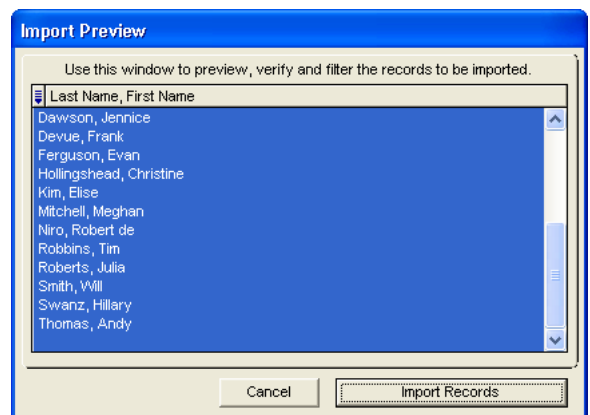 Import Preview
Use this window to preview, verify and filter the records to be imported.
Last Name, First Name
Dawson, Jennice
Devue, Frank
Ferguson, Evan
Hollingshead, Christine
Kim, Elise
Mitchell, Meghan
Niro, Robert de
Robbins, Tim
Roberts, Julia
Smith, Will
Swanz, Hillary
Thomas, Andy
Cancel
Import Records